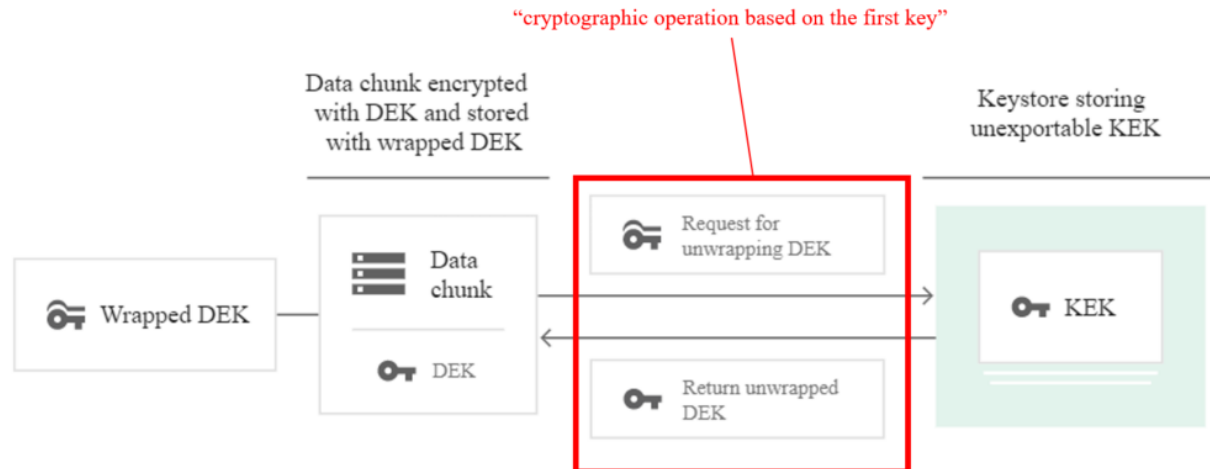 “cryptographic operation based on the first key”
Data chunk encrypted
with DEK and stored
with wrapped DEK
Keystore storing
unexportable KEK
Wrapped DEK
Data
chunk
DEK
Request for
unwrapping DEK
Return unwrapped
DEK
KEK